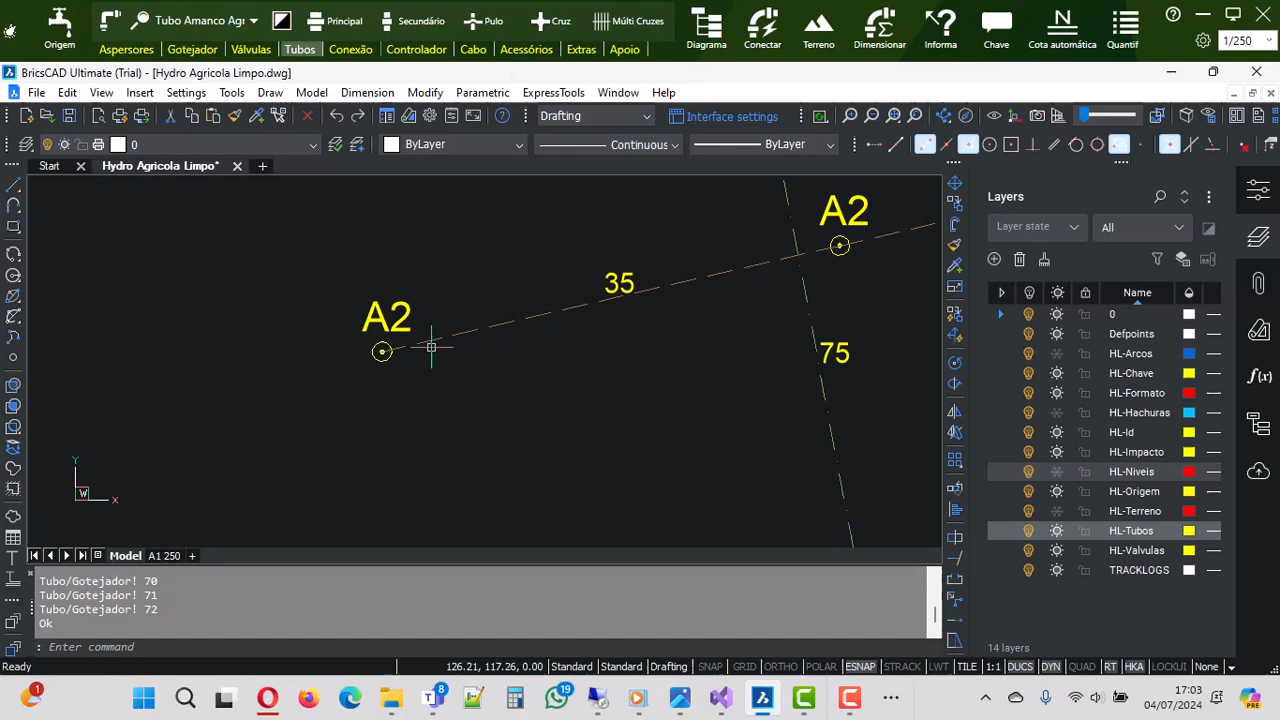 Tubo Amanco Agr
Principal
Secundário
Pulo
Cruz
Múlti Cruzes
Origem
Aspersores
Gotejador
Válvulas
Tubos
Conexão
Controlador
Cabo
Acessórios
Extras
Apoio
Diagrama
Conectar
Terreno
Dimensionar
Informa
Chave
Cota automática
Quantif
1/250
BricsCAD Ultimate (Trial) - [Hydro Agricola Limpo.dwg]
File Edit View Insert Settings Tools Draw Model Dimension Modify Parametric ExpressTools Window Help
Drafting
Interface settings
0
ByLayer
Continuous
ByLayer
Start
Hydro Agricola Limpo*
A2
35
A2
75
Y
W
X
Layers
Layer state
All
Name
0
Defpoints
HL-Arcos
HL-Chave
HL-Formato
HL-Hachuras
HL-Id
HL-Impacto
HL-Niveis
HL-Origem
HL-Terreno
HL-Tubos
HL-Valvulas
TRACKLOGS
14 layers
Model
A1 250
Tubo/Gotejador! 70
Tubo/Gotejador! 71
Tubo/Gotejador! 72
Ok
: Enter command
Ready
126.21, 117.26, 0.00 Standard Standard Drafting SNAP GRID ORTHO POLAR ESNAP STRACK LWT TILE 1:1 DUCS DYN QUAD RT HKA LOCKUI None
1
8
19
PRE
17:03
04/07/2024